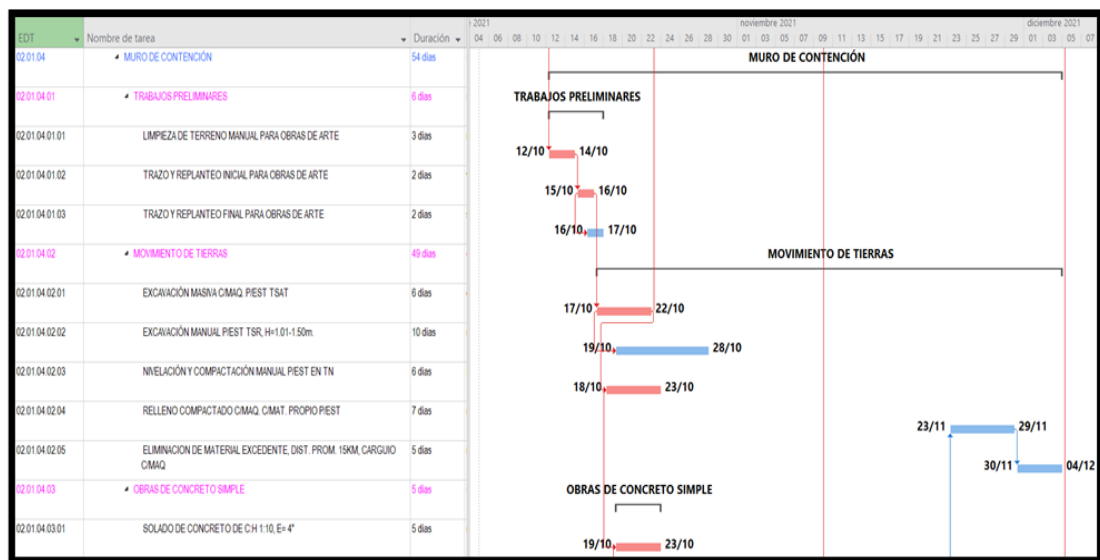 2021 noviembre 2021 diciembre 2021
EDT Nombre de tarea Duración 04 06 08 10 12 14 16 18 20 22 24 26 28 30 01 03 05 07 09 11 13 15 17 19 21 23 25 27 29 01 03 05 07
02.01.04 MURO DE CONTENCIÓN 54 días MURO DE CONTENCIÓN
02.01.04.01 TRABAJOS PRELIMINARES 6 días TRABAJOS PRELIMINARES
02.01.04.01.01 LIMPIEZA DE TERRENO MANUAL PARA OBRAS DE ARTE 3 días 12/10 14/10
02.01.04.01.02 TRAZO Y REPLANTEO INICIAL PARA OBRAS DE ARTE 2 días 15/10 16/10
02.01.04.01.03 TRAZO Y REPLANTEO FINAL PARA OBRAS DE ARTE 2 días 16/10 17/10
02.01.04.02 MOVIMIENTO DE TIERRAS 49 días MOVIMIENTO DE TIERRAS
02.01.04.02.01 EXCAVACIÓN MASIVA C/MAQ. P/EST TSAT 6 días 17/10 22/10
02.01.04.02.02 EXCAVACIÓN MANUAL P/EST TSR, H=1.01-1.50m. 10 días 19/10 28/10
02.01.04.02.03 NIVELACIÓN Y COMPACTACIÓN MANUAL P/EST EN TN 6 días 18/10 23/10
02.01.04.02.04 RELLENO COMPACTADO C/MAQ. C/MAT. PROPIO P/EST 7 días 23/11 29/11
02.01.04.02.05 ELIMINACION DE MATERIAL EXCEDENTE, DIST. PROM. 15KM, CARGUIO 5 días 30/11 04/12
C/MAQ
02.01.04.03 OBRAS DE CONCRETO SIMPLE 5 días OBRAS DE CONCRETO SIMPLE
02.01.04.03.01 SOLADO DE CONCRETO DE C:H 1:10, E= 4" 5 días 19/10 23/10